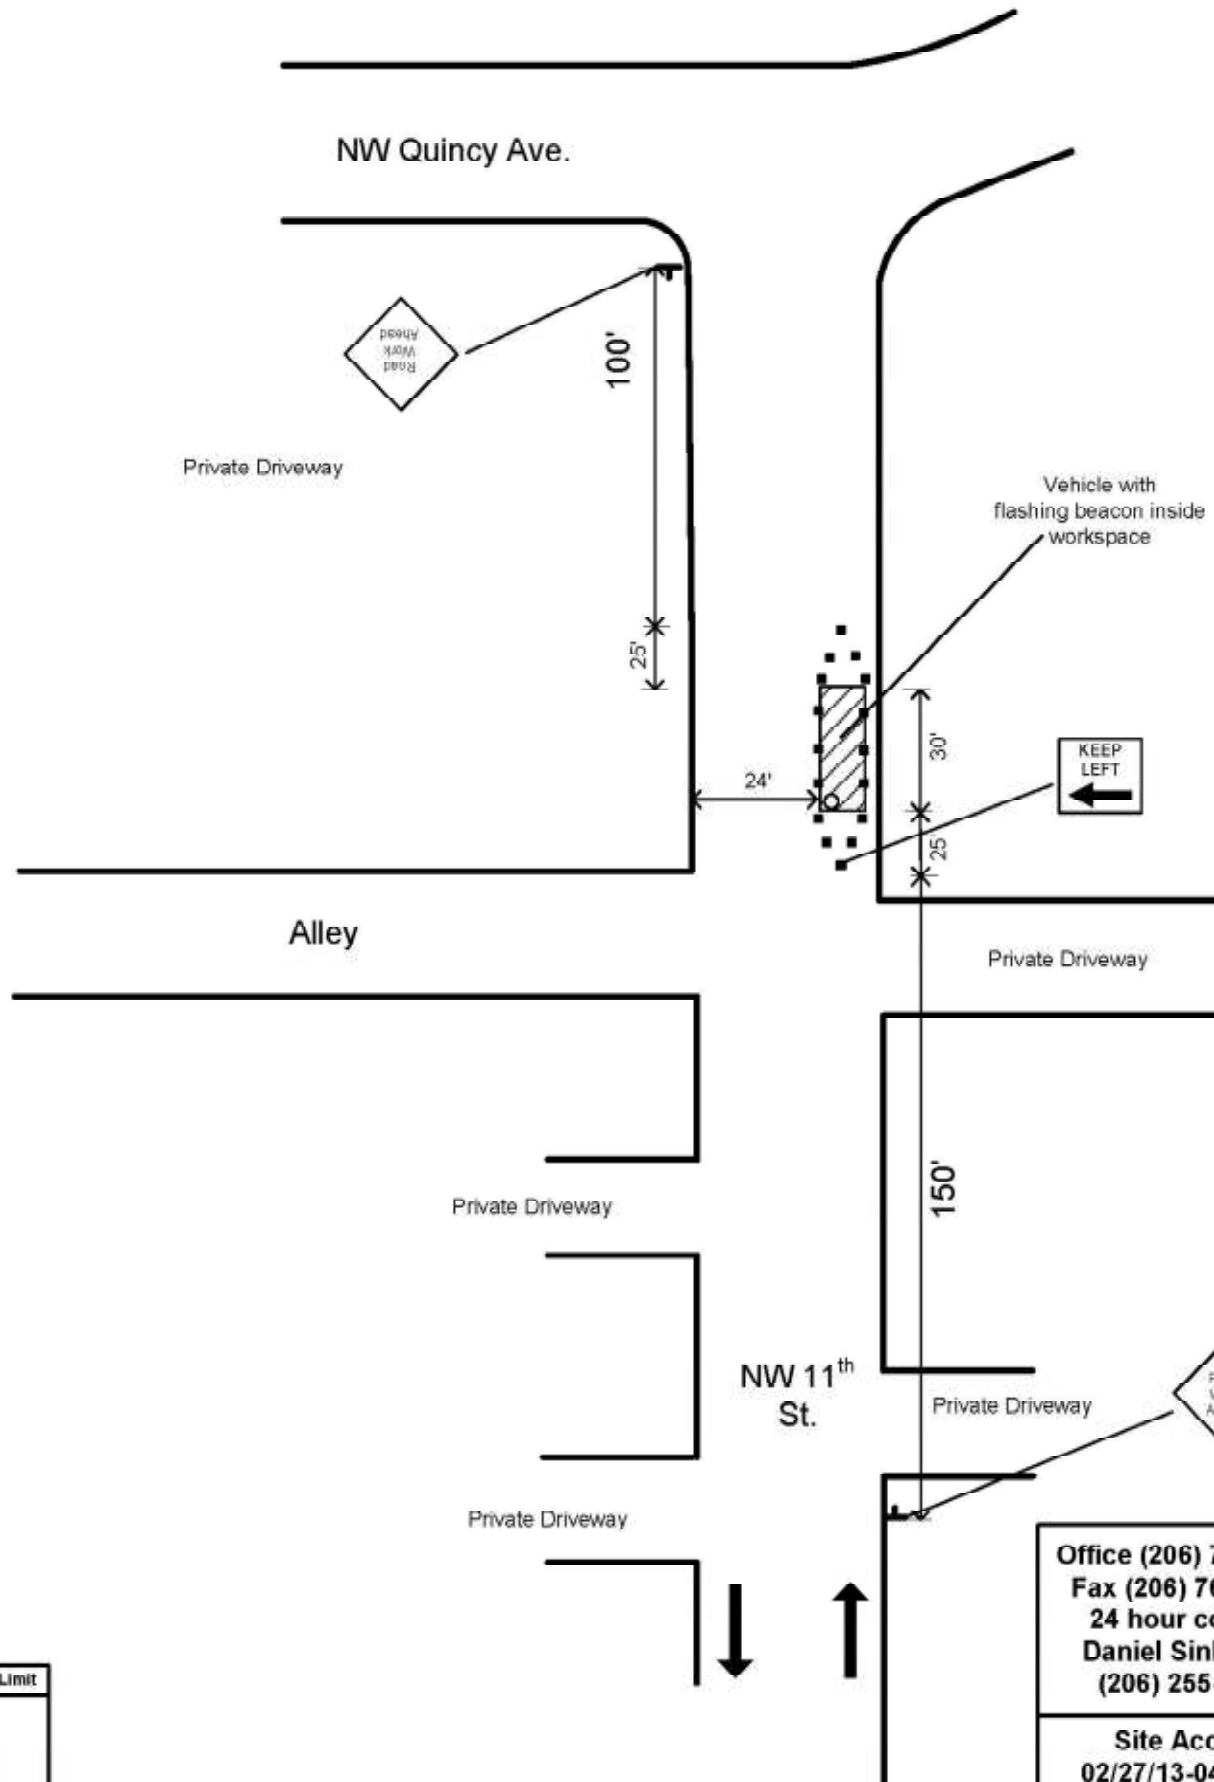 NW Quincy Ave.
Road
Work
Ahead
100'
Private Driveway
Vehicle with
flashing beacon inside
workspace
25'
30'
KEEP
LEFT
24'
25'
Alley
Private Driveway
150'
Private Driveway
NW 11th
St.
Private Driveway
Private Driveway
Office (206)
Fax (206)
24 hour
Daniel
(206) 255
Limit
Site